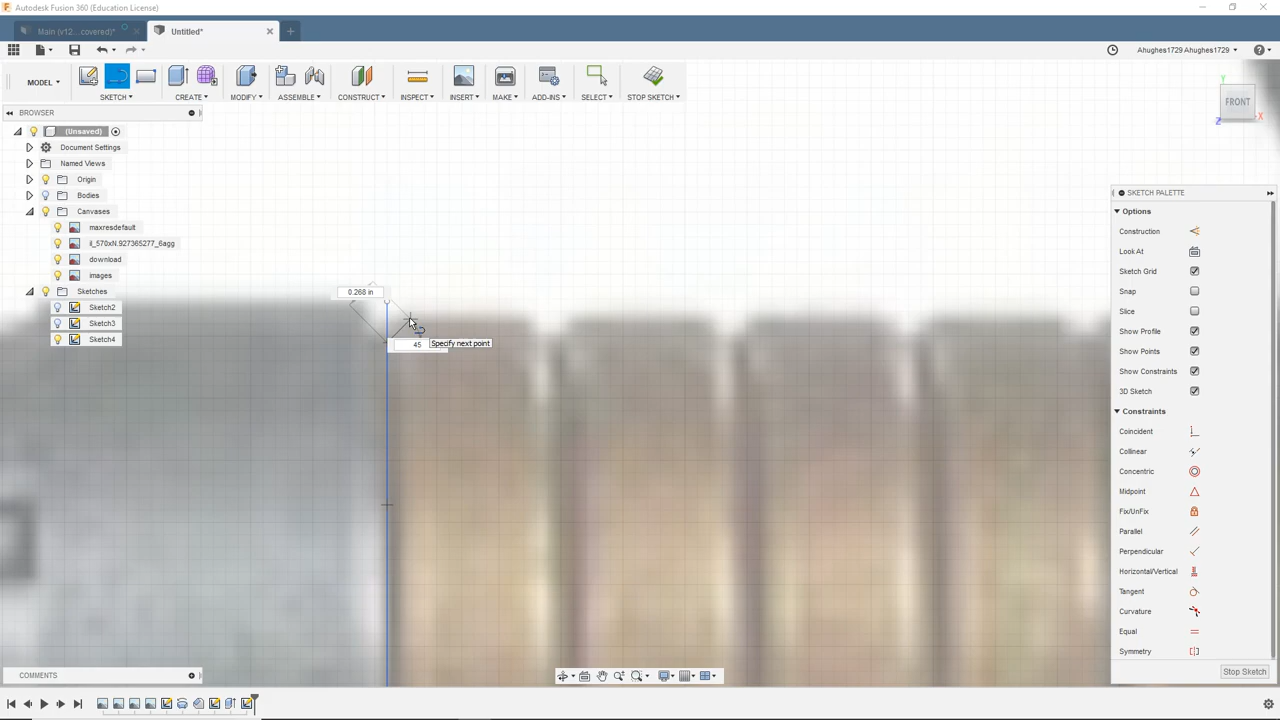 Autodesk Fusion 360 (Education License)
Main (v12...covered)*
Untitled*
Ahughes1729 Ahughes1729
MODEL
SKETCH
CREATE
MODIFY
ASSEMBLE
CONSTRUCT
INSPECT
INSERT
MAKE
ADD-INS
SELECT
STOP SKETCH
BROWSER
(Unsaved)
Document Settings
Named Views
Origin
Bodies
Canvases
maxresdefault
il_570xN.927365277_6agg
download
images
Sketches
Sketch2
Sketch3
Sketch4
0.268 in
45
Specify next point
Y
FRONT
X
Z
SKETCH PALETTE
Options
Construction
Look At
Sketch Grid
Snap
Slice
Show Profile
Show Points
Show Constraints
3D Sketch
Constraints
Coincident
Collinear
Concentric
Midpoint
Fix/UnFix
Parallel
Perpendicular
Horizontal/Vertical
Tangent
Curvature
Equal
Symmetry
Stop Sketch
COMMENTS